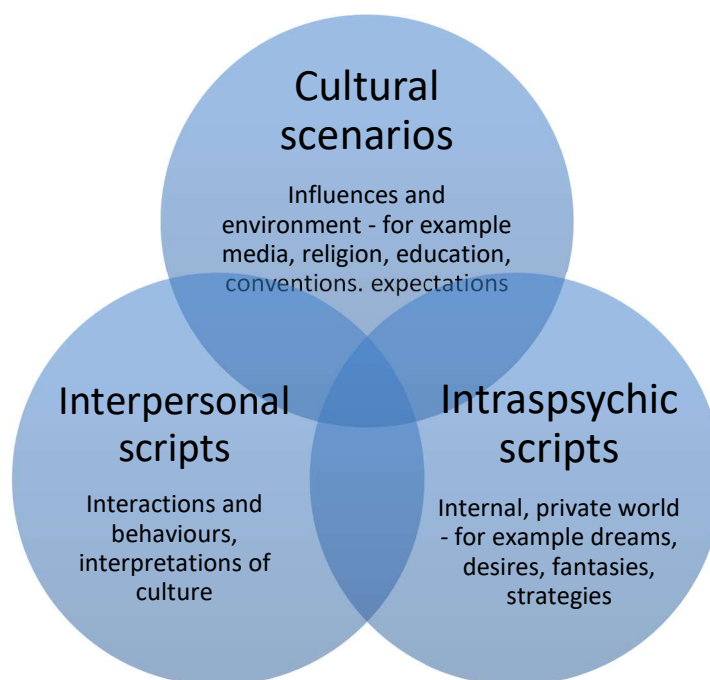 Cultural
scenarios
Influences and
environment - for example
media, religion, education,
conventions. expectations
Interpersonal
scripts
Interactions and
behaviours,
interpretations of
culture
Intraspsychic
scripts
Internal, private world
- for example dreams,
desires, fantasies,
strategies